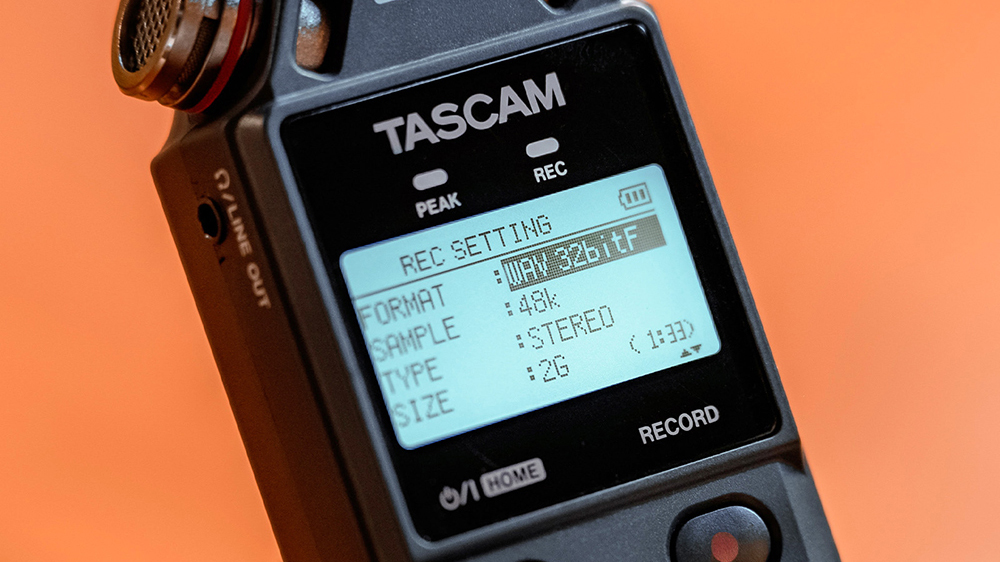 TASCAM
PEAK REC
/LINE OUT
REC SETTING
FORMAT :WAV 32bitF
SAMPLE :48k
TYPE :STEREO
SIZE :2G (1:33)
RECORD
⏻/I HOME